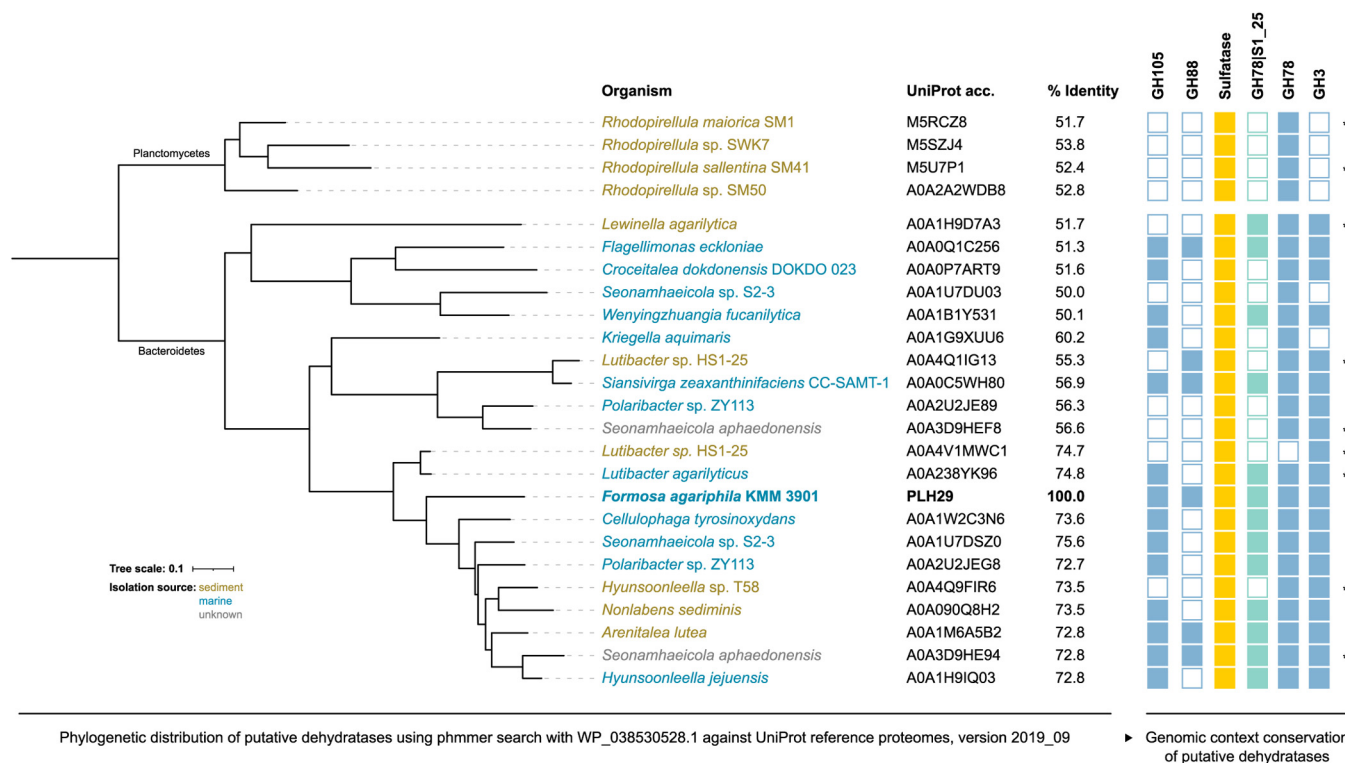 GH105 GH88 Sulfatase GH78|S1_25 GH78 GH3
Organism UniProt acc. % Identity
Rhodopirellula maiorica SM1 M5RCZ8 51.7
Planctomycetes
Rhodopirellula sp. SWK7 M5SZJ4 53.8
Rhodopirellula sallentina SM41 M5U7P1 52.4
Rhodopirellula sp. SM50 A0A2A2WDB8 52.8
Lewinella agarilytica A0A1H9D7A3 51.7
Flagellimonas eckloniae A0A0Q1C256 51.3
Croceitalea dokdonensis DOKDO 023 A0A0P7ART9 51.6
Seonamhaeicola sp. S2-3 A0A1U7DU03 50.0
Wenyingzhuangia fucanilytica A0A1B1Y531 50.1
Kriegella aquimaris A0A1G9XUU6 60.2
Bacteroidetes
Lutibacter sp. HS1-25 A0A4Q1IG13 55.3
Siansivirga zeaxanthinifaciens CC-SAMT-1 A0A0C5WH80 56.9
Polaribacter sp. ZY113 A0A2U2JE89 56.3
Seonamhaeicola aphaedonensis A0A3D9HEF8 56.6
Lutibacter sp. HS1-25 A0A4V1MWC1 74.7
Lutibacter agarilyticus A0A238YK96 74.8
Formosa agariphila KMM 3901 PLH29 100.0
Cellulophaga tyrosinoxydans A0A1W2C3N6 73.6
Seonamhaeicola sp. S2-3 A0A1U7DSZ0 75.6
Polaribacter sp. ZY113 A0A2U2JEG8 72.7
Hyunsoonleella sp. T58 A0A4Q9FIR6 73.5
Nonlabens sediminis A0A090Q8H2 73.5
Arenitalea lutea A0A1M6A5B2 72.8
Seonamhaeicola aphaedonensis A0A3D9HE94 72.8
Hyunsoonleella jejuensis A0A1H9IQ03 72.8
Tree scale: 0.1
Isolation source: sediment
marine
unknown
Phylogenetic distribution of putative dehydratases using phmmer search with WP_038530528.1 against UniProt reference proteomes, version 2019_09
Genomic context conservation
of putative dehydratases